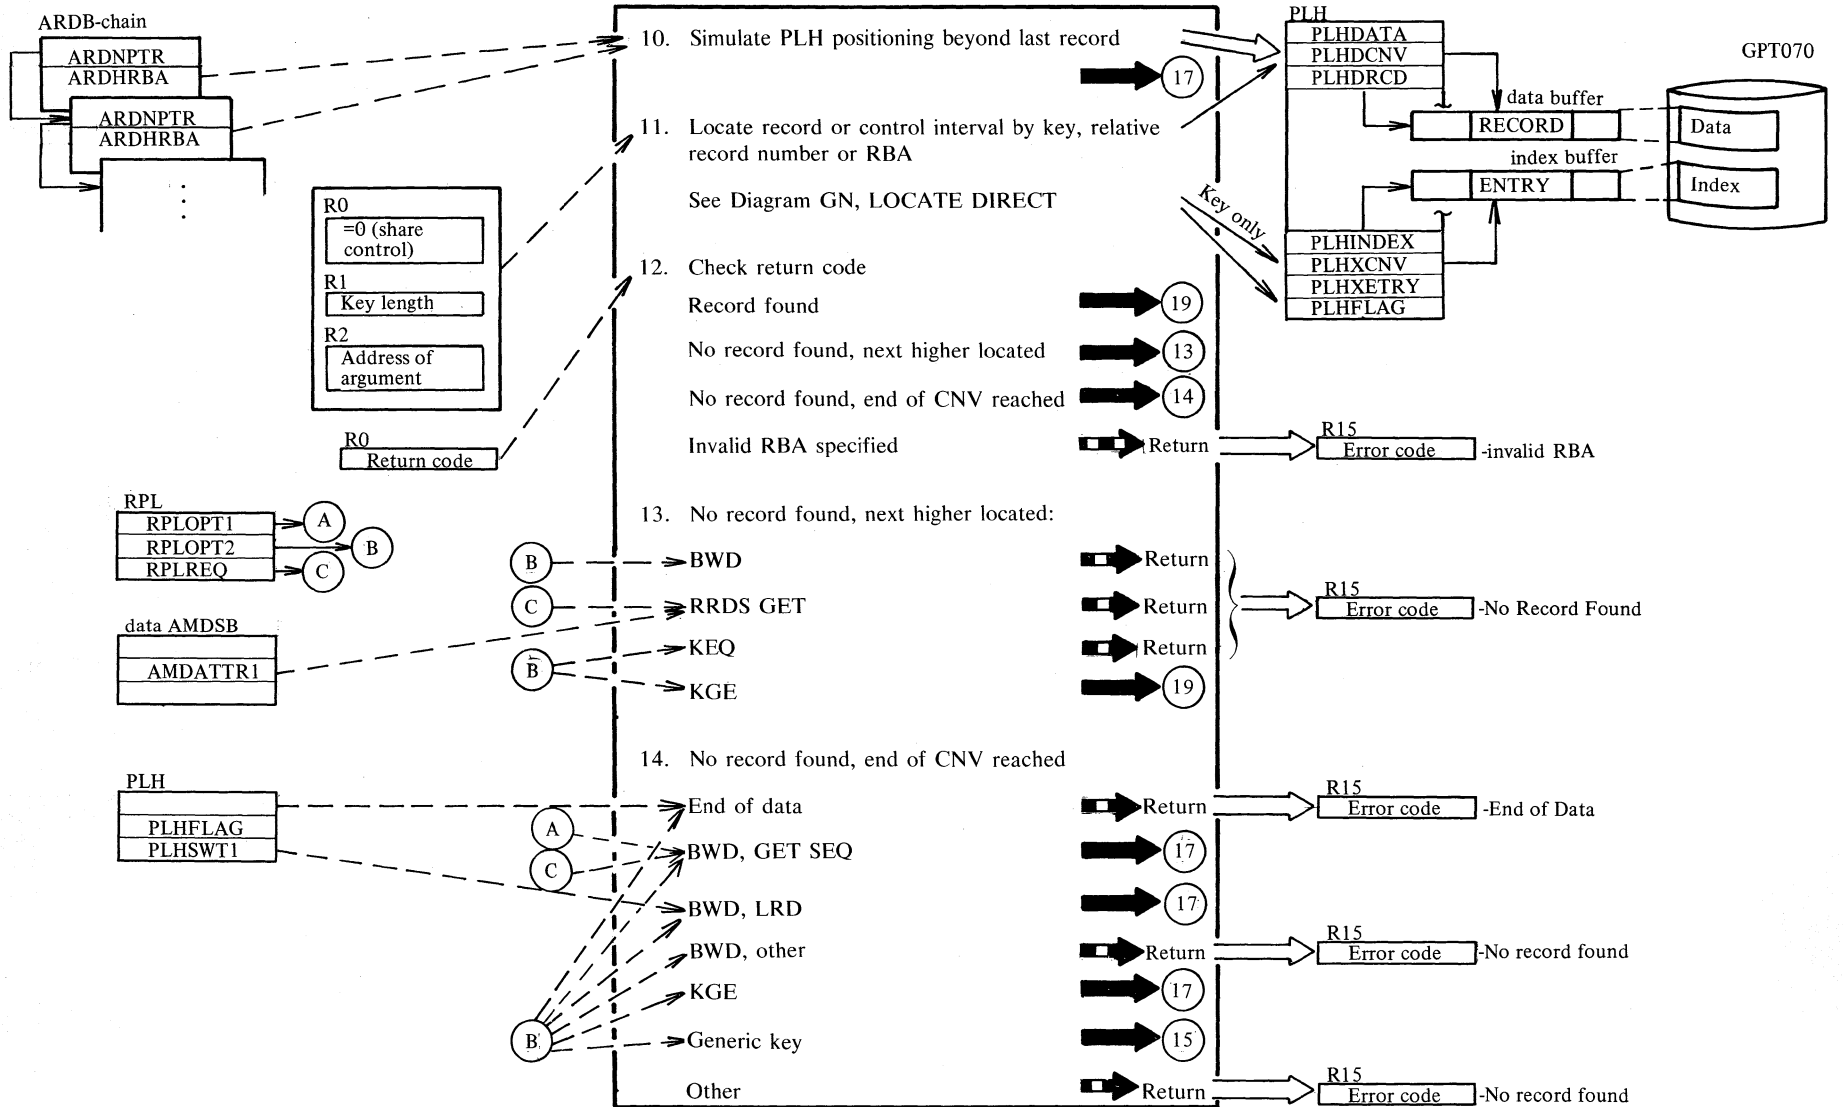 ARDB-chain
ARDNPTR
ARDHRBA
ARDNPTR
ARDHRBA
R0
=0 (share
control)
R1
Key length
R2
Address of
argument
R0
Return code
RPL
RPLOPT1
RPLOPT2
RPLREQ
A
B
C
data AMDSB
AMDATTR1
PLH
PLHFLAG
PLHSWT1
B
C
B
A
C
B
10. Simulate PLH positioning beyond last record
17
11. Locate record or control interval by key, relative
record number or RBA
See Diagram GN, LOCATE DIRECT
12. Check return code
Record found
19
No record found, next higher located
13
No record found, end of CNV reached
14
Invalid RBA specified
Return
13. No record found, next higher located:
BWD
Return
RRDS GET
Return
KEQ
Return
KGE
19
14. No record found, end of CNV reached
End of data
Return
BWD, GET SEQ
17
BWD, LRD
17
BWD, other
Return
KGE
17
Generic key
15
Other
Return
PLH
PLHDATA
PLHDCNV
PLHDRCD
data buffer
RECORD
index buffer
ENTRY
Key only
PLHINDEX
PLHXCNV
PLHXETRY
PLHFLAG
GPT070
Data
Index
R15
Error code -invalid RBA
R15
Error code -No Record Found
R15
Error code -End of Data
R15
Error code -No record found
R15
Error code -No record found